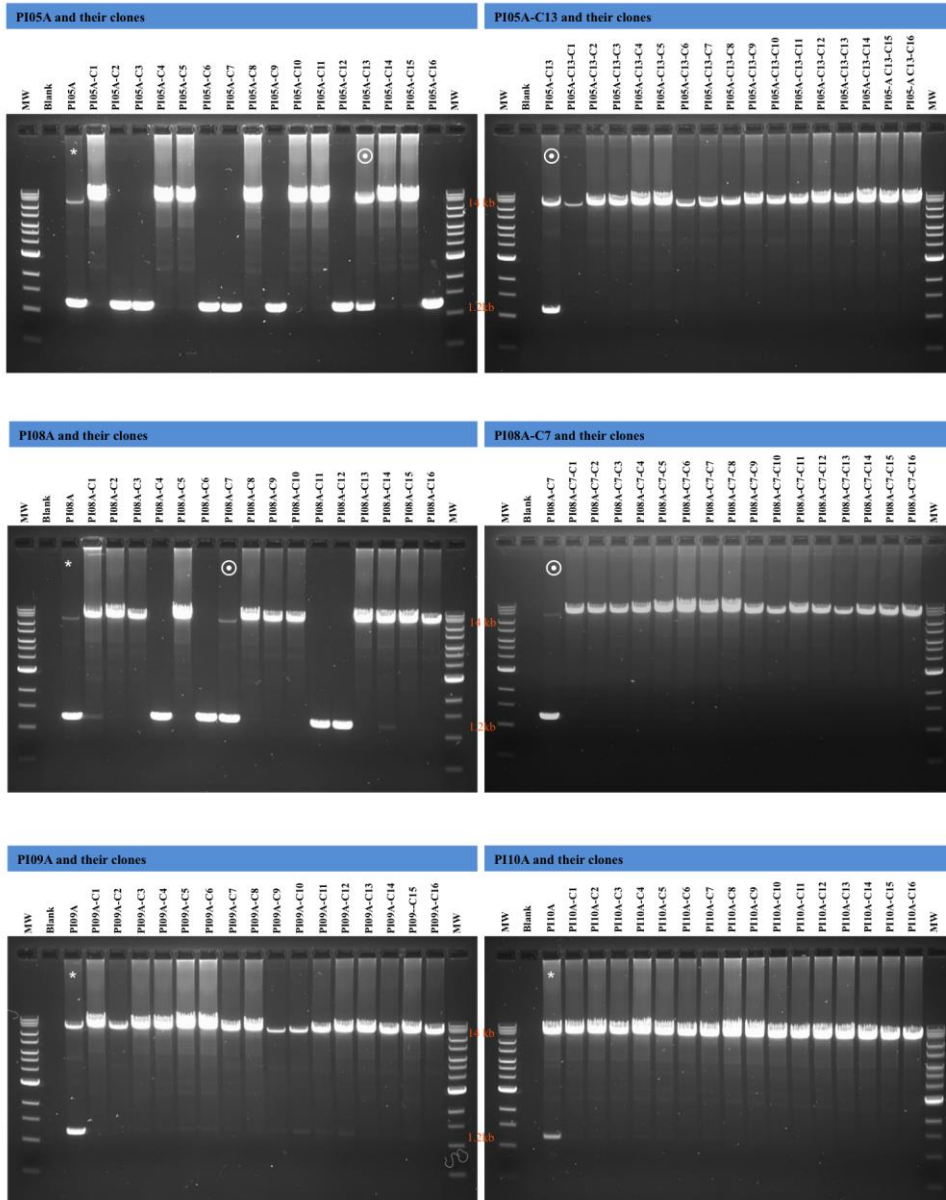 PI05A and their clones
MW
Blank
PI05A
PI05A-C1
PI05A-C2
PI05A-C3
PI05A-C4
PI05A-C5
PI05A-C6
PI05A-C7
PI05A-C8
PI05A-C9
PI05A-C10
PI05A-C11
PI05A-C12
PI05A-C13
PI05A-C14
PI05A-C15
PI05A-C16
MW
*
14 kb
1.2kb
PI05A-C13 and their clones
MW
Blank
PI05A-C13
PI05A-C13-C1
PI05A-C13-C2
PI05A-C13-C3
PI05A-C13-C4
PI05A-C13-C5
PI05A-C13-C6
PI05A-C13-C7
PI05A-C13-C8
PI05A-C13-C9
PI05A-C13-C10
PI05A-C13-C11
PI05A-C13-C12
PI05A-C13-C13
PI05A-C13-C14
PI05-A C13-C15
PI05-A C13-C16
MW
PI08A and their clones
MW
Blank
PI08A
PI08A-C1
PI08A-C2
PI08A-C3
PI08A-C4
PI08A-C5
PI08A-C6
PI08A-C7
PI08A-C8
PI08A-C9
PI08A-C10
PI08A-C11
PI08A-C12
PI08A-C13
PI08A-C14
PI08A-C15
PI08A-C16
MW
*
14 kb
1.2kb
PI08A-C7 and their clones
MW
Blank
PI08A-C7
PI08A-C7-C1
PI08A-C7-C2
PI08A-C7-C3
PI08A-C7-C4
PI08A-C7-C5
PI08A-C7-C6
PI08A-C7-C7
PI08A-C7-C8
PI08A-C7-C9
PI08A-C7-C10
PI08A-C7-C11
PI08A-C7-C12
PI08A-C7-C13
PI08A-C7-C14
PI08A-C7-C15
PI08A-C7-C16
MW
PI09A and their clones
MW
Blank
PI09A
PI09A-C1
PI09A-C2
PI09A-C3
PI09A-C4
PI09A-C5
PI09A-C6
PI09A-C7
PI09A-C8
PI09A-C9
PI09A-C10
PI09A-C11
PI09A-C12
PI09A-C13
PI09A-C14
PI09--C15
PI09A-C16
MW
*
14 kb
1.2kb
PI10A and their clones
MW
Blank
PI10A
PI10A-C1
PI10A-C2
PI10A-C3
PI10A-C4
PI10A-C5
PI10A-C6
PI10A-C7
PI10A-C8
PI10A-C9
PI10A-C10
PI10A-C11
PI10A-C12
PI10A-C13
PI10A-C14
PI10A-C15
PI10A-C16
MW
*